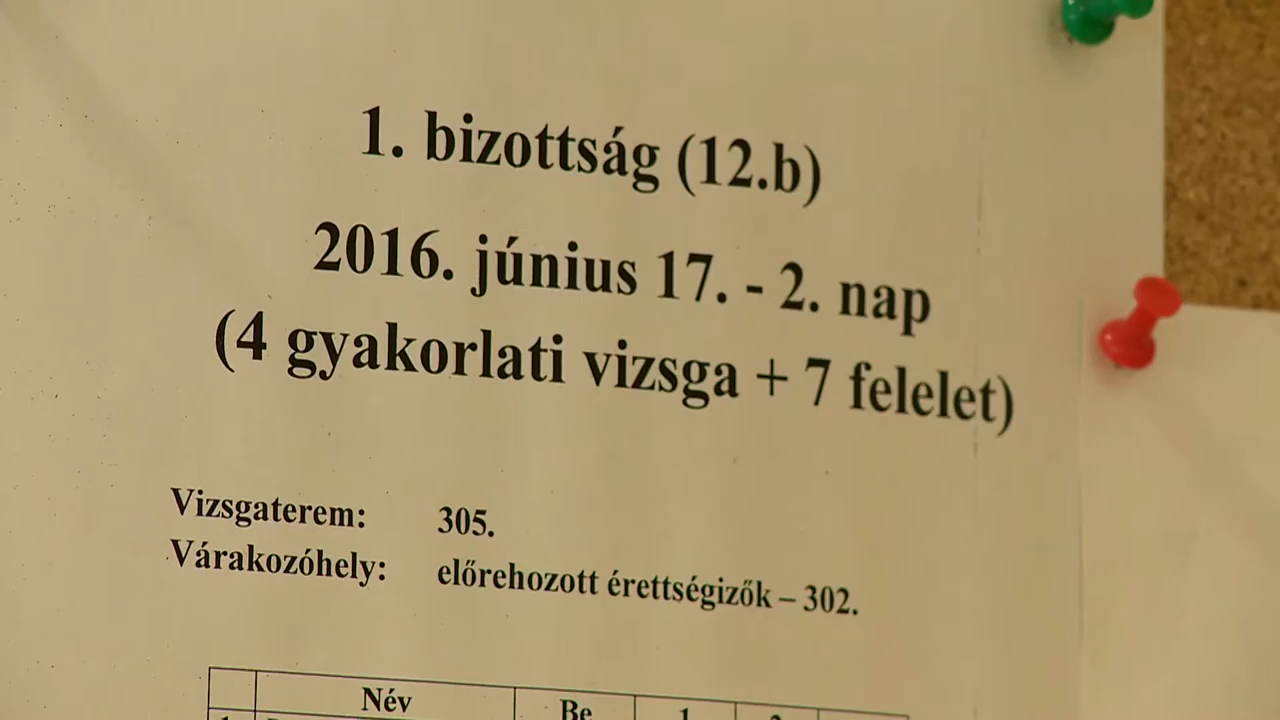 1. bizottság (12.b)
2016. június 17. - 2. nap
(4 gyakorlati vizsga + 7 felelet)
Vizsgaterem: 305.
Várakozóhely: előrehozott érettségizők – 302.
Név Be 1